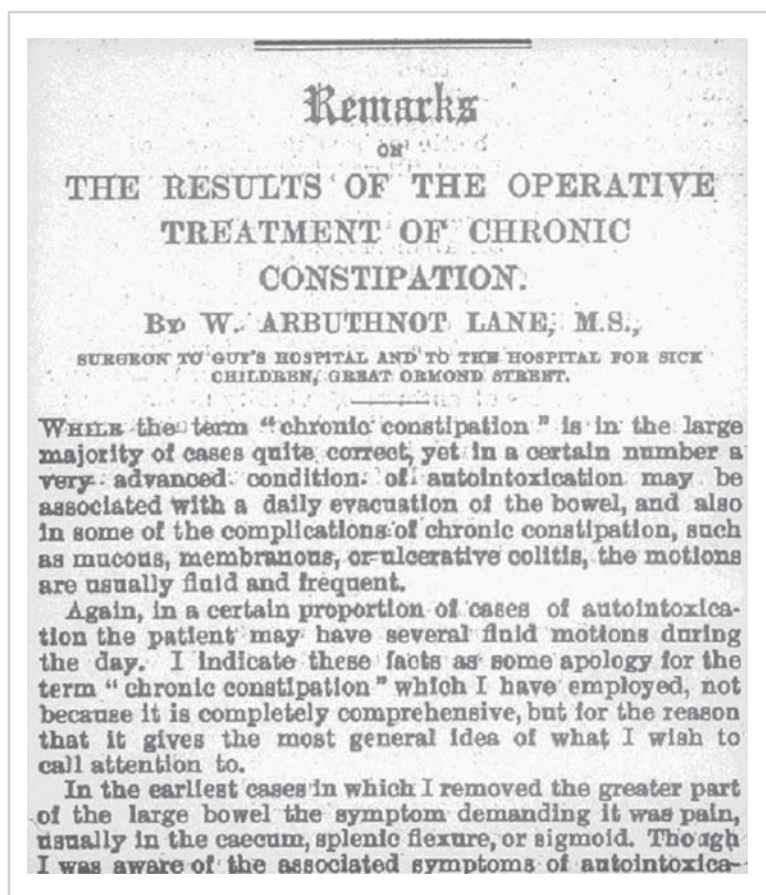 Remarks
ON
THE RESULTS OF THE OPERATIVE
TREATMENT OF CHRONIC
CONSTIPATION.
By W. ARBUTHNOT LANE, M.S.,
SURGEON TO GUY'S HOSPITAL AND TO THE HOSPITAL FOR SICK
CHILDREN, GREAT ORMOND STREET.
WHILE the term "chronic constipation" is in the large
majority of cases quite correct, yet in a certain number a
very advanced condition of autointoxication may be
associated with a daily evacuation of the bowel, and also
in some of the complications of chronic constipation, such
as mucous, membranous, or ulcerative colitis, the motions
are usually fluid and frequent.
Again, in a certain proportion of cases of autointoxica-
tion the patient may have several fluid motions during
the day. I indicate these facts as some apology for the
term "chronic constipation" which I have employed, not
because it is completely comprehensive, but for the reason
that it gives the most general idea of what I wish to
call attention to.
In the earliest cases in which I removed the greater part
of the large bowel the symptom demanding it was pain,
usually in the caecum, splenic flexure, or sigmoid. Though
I was aware of the associated symptoms of autointoxica-